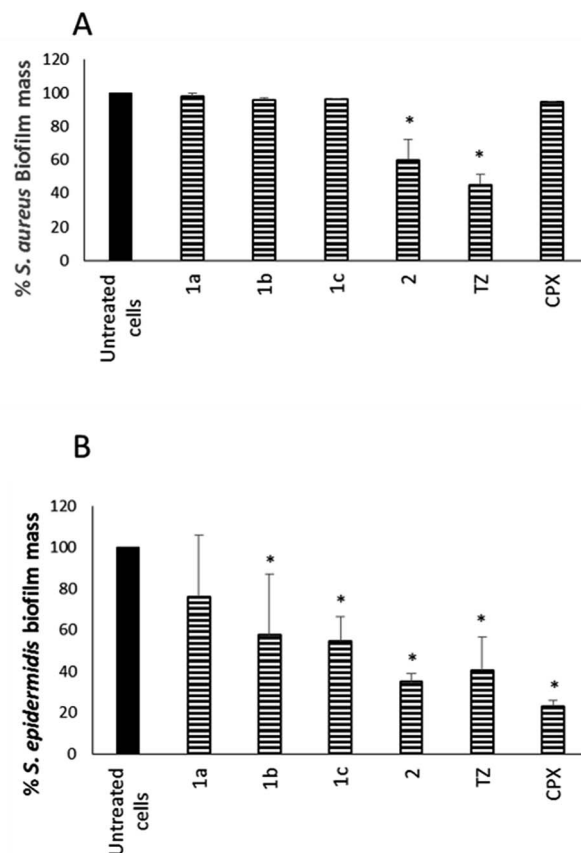 A
% S. aureus Biofilm mass
120
100
80
60
40
20
0
*
*
Untreated
cells
1a
1b
1c
2
TZ
CPX
B
% S. epidermidis biofilm mass
120
100
80
60
40
20
0
*
*
*
*
*
Untreated
cells
1a
1b
1c
2
TZ
CPX